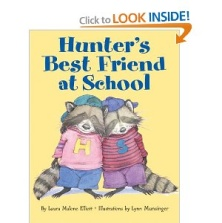 Click to LOOK INSIDE!
Hunter's
Best Friend
at School
H S
By Laura Malone Elliott • Illustrations by Lynn Munsinger